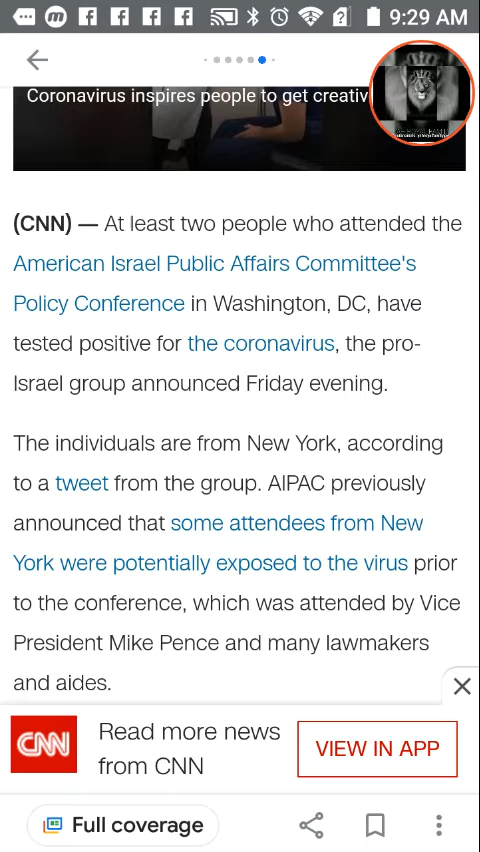 9:29 AM
Coronavirus inspires people to get creativ
(CNN) — At least two people who attended the
American Israel Public Affairs Committee's
Policy Conference in Washington, DC, have
tested positive for the coronavirus, the pro-
Israel group announced Friday evening.
The individuals are from New York, according
to a tweet from the group. AIPAC previously
announced that some attendees from New
York were potentially exposed to the virus prior
to the conference, which was attended by Vice
President Mike Pence and many lawmakers
and aides.
CNN
Read more news
from CNN
VIEW IN APP
Full coverage